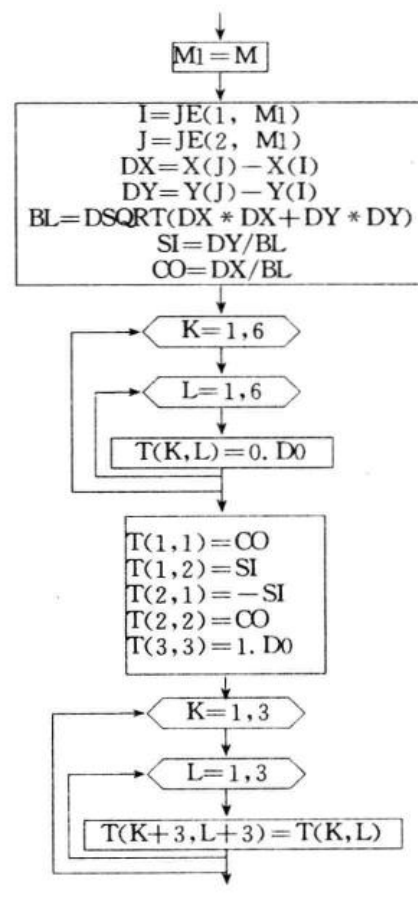 M1=M
I=JE(1, M1)
J=JE(2, M1)
DX=X(J)-X(I)
DY=Y(J)-Y(I)
BL=DSQRT(DX * DX+DY * DY)
SI=DY/BL
CO=DX/BL
K=1,6
L=1,6
T(K,L)=0. D0
T(1,1)=CO
T(1,2)=SI
T(2,1)=-SI
T(2,2)=CO
T(3,3)=1. D0
K=1,3
L=1,3
T(K+3,L+3)=T(K,L)